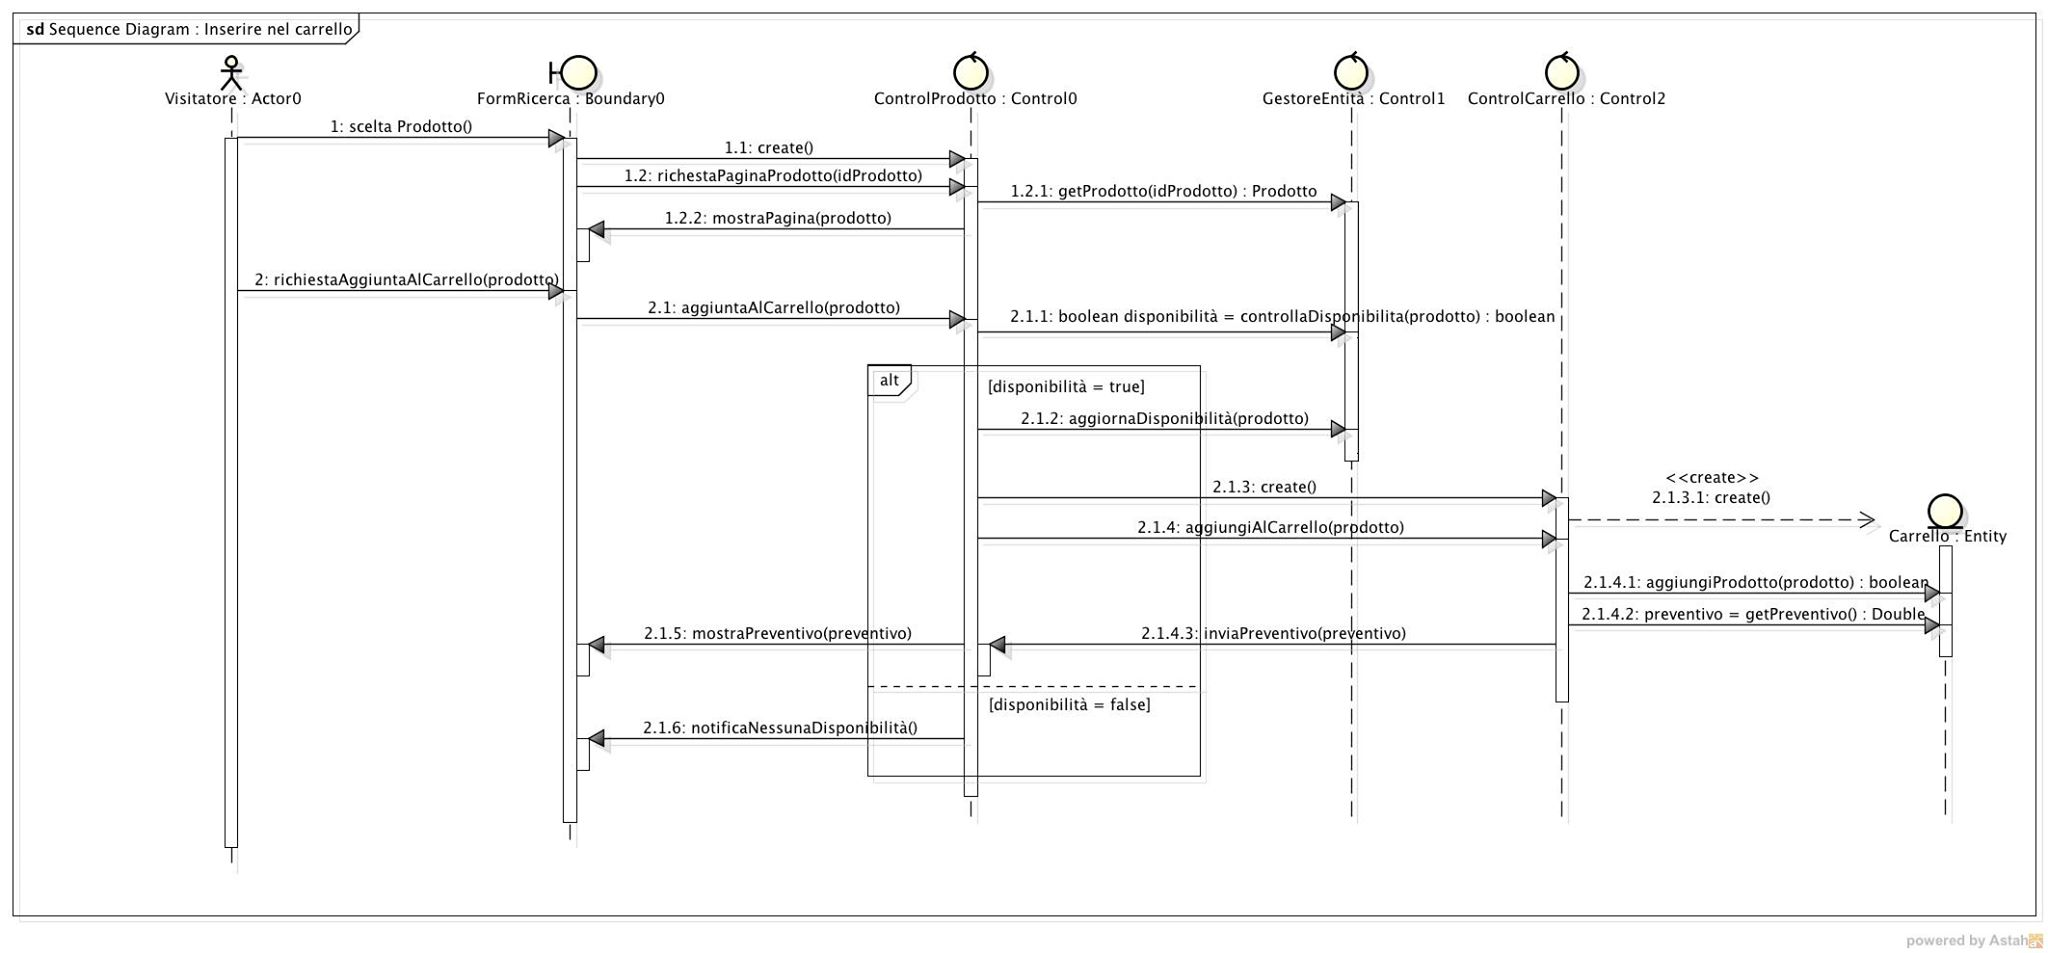 sd Sequence Diagram : Inserire nel carrello
Visitatore : Actor0
FormRicerca : Boundary0
ControlProdotto : Control0
GestoreEntità : Control1
ControlCarrello : Control2
1: scelta Prodotto()
1.1: create()
1.2: richestaPaginaProdotto(idProdotto)
1.2.1: getProdotto(idProdotto) : Prodotto
1.2.2: mostraPagina(prodotto)
2: richiestaAggiuntaAlCarrello(prodotto)
2.1: aggiuntaAlCarrello(prodotto)
2.1.1: boolean disponibilità = controllaDisponibilita(prodotto) : boolean
alt
[disponibilità = true]
2.1.2: aggiornaDisponibilità(prodotto)
2.1.3: create()
<<create>>
2.1.3.1: create()
2.1.4: aggiungiAlCarrello(prodotto)
Carrello : Entity
2.1.4.1: aggiungiProdotto(prodotto) : boolean
2.1.4.2: preventivo = getPreventivo() : Double
2.1.5: mostraPreventivo(preventivo)
2.1.4.3: inviaPreventivo(preventivo)
[disponibilità = false]
2.1.6: notificaNessunaDisponibilità()
powered by Astah